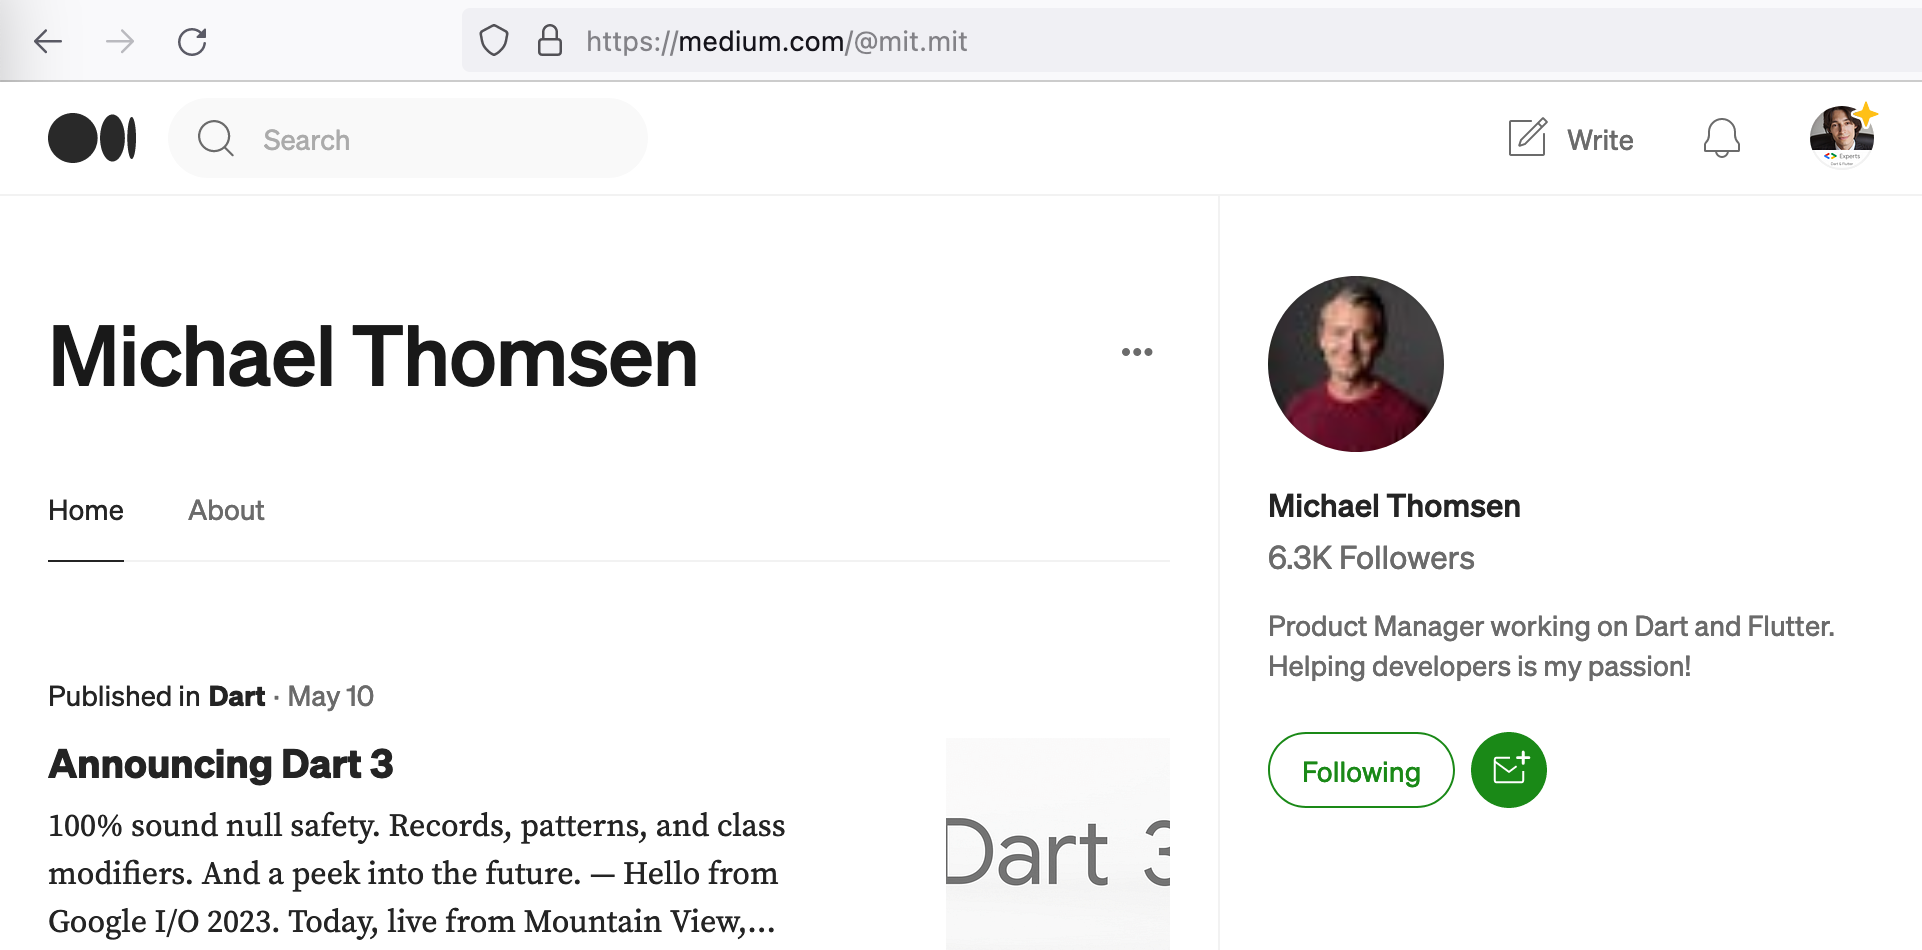 https://medium.com/@mit.mit
Search
Write
Experts
Dart & Flutter
Michael Thomsen
Home
About
Published in Dart · May 10
Announcing Dart 3
100% sound null safety. Records, patterns, and class
modifiers. And a peek into the future. — Hello from
Google I/O 2023. Today, live from Mountain View,...
Dart 3
Michael Thomsen
6.3K Followers
Product Manager working on Dart and Flutter.
Helping developers is my passion!
Following